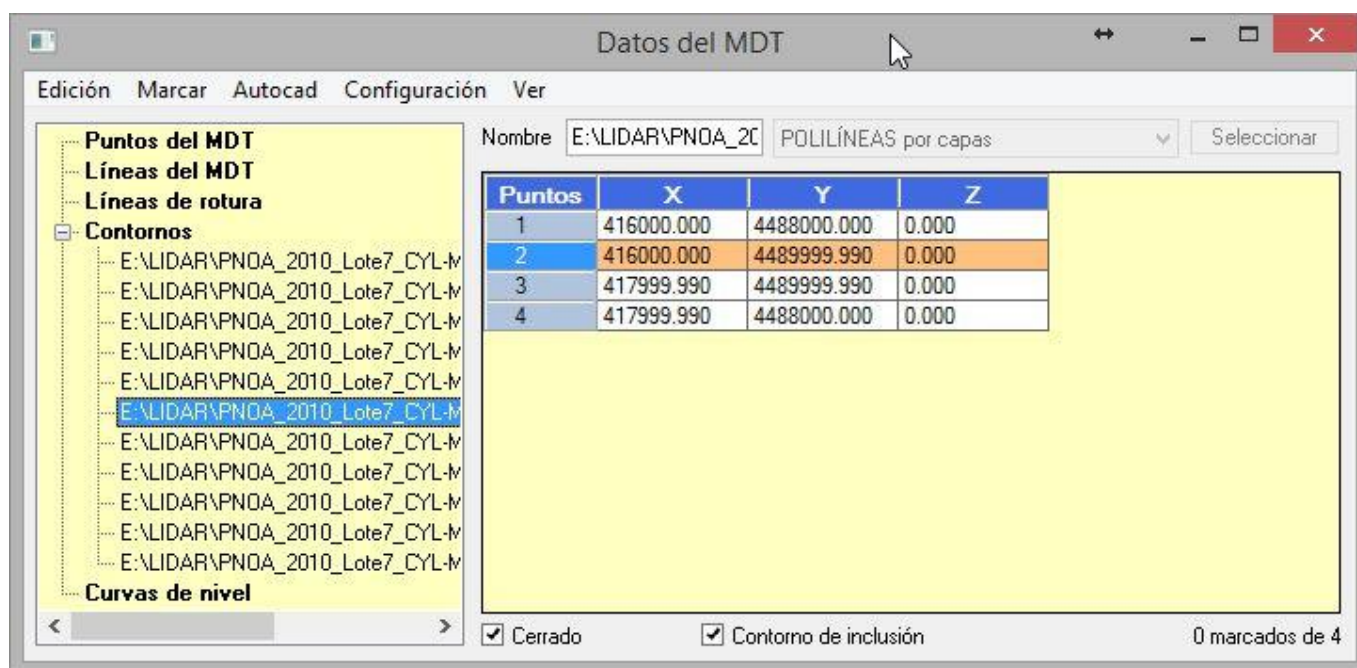 Datos del MDT
Edición Marcar Autocad Configuración Ver
Puntos del MDT
Líneas del MDT
Líneas de rotura
Contornos
E:\LIDAR\PNOA_2010_Lote7_CYL-M
E:\LIDAR\PNOA_2010_Lote7_CYL-M
E:\LIDAR\PNOA_2010_Lote7_CYL-M
E:\LIDAR\PNOA_2010_Lote7_CYL-M
E:\LIDAR\PNOA_2010_Lote7_CYL-M
E:\LIDAR\PNOA_2010_Lote7_CYL-M
E:\LIDAR\PNOA_2010_Lote7_CYL-M
E:\LIDAR\PNOA_2010_Lote7_CYL-M
E:\LIDAR\PNOA_2010_Lote7_CYL-M
E:\LIDAR\PNOA_2010_Lote7_CYL-M
E:\LIDAR\PNOA_2010_Lote7_CYL-M
Curvas de nivel
Nombre E:\LIDAR\PNOA_20 POLILÍNEAS por capas Seleccionar
Puntos X Y Z
1 416000.000 4488000.000 0.000
2 416000.000 4489999.990 0.000
3 417999.990 4489999.990 0.000
4 417999.990 4488000.000 0.000
Cerrado Contorno de inclusión 0 marcados de 4